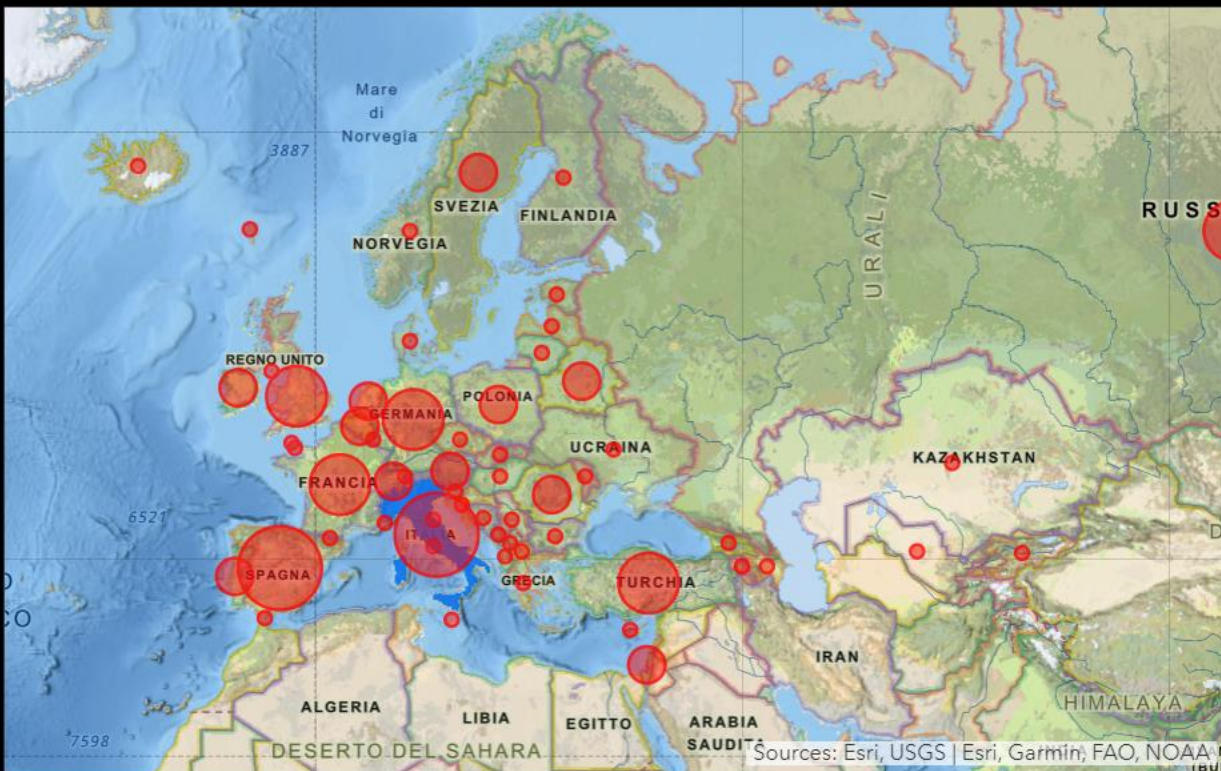 Mare
di
Norvegia
3887
SVEZIA
FINLANDIA
RUSS
NORVEGIA
URALI
REGNO UNITO
POLONIA
GERMANIA
UCRAINA
KAZAKHSTAN
FRANCIA
6521
ITALIA
SPAGNA
GRECIA
TURCHIA
CO
IRAN
ALGERIA
LIBIA
EGITTO
ARABIA
SAUDITA
HIMALAYA
7598
DESERTO DEL SAHARA
Sources: Esri, USGS | Esri, Garmin, FAO, NOAA